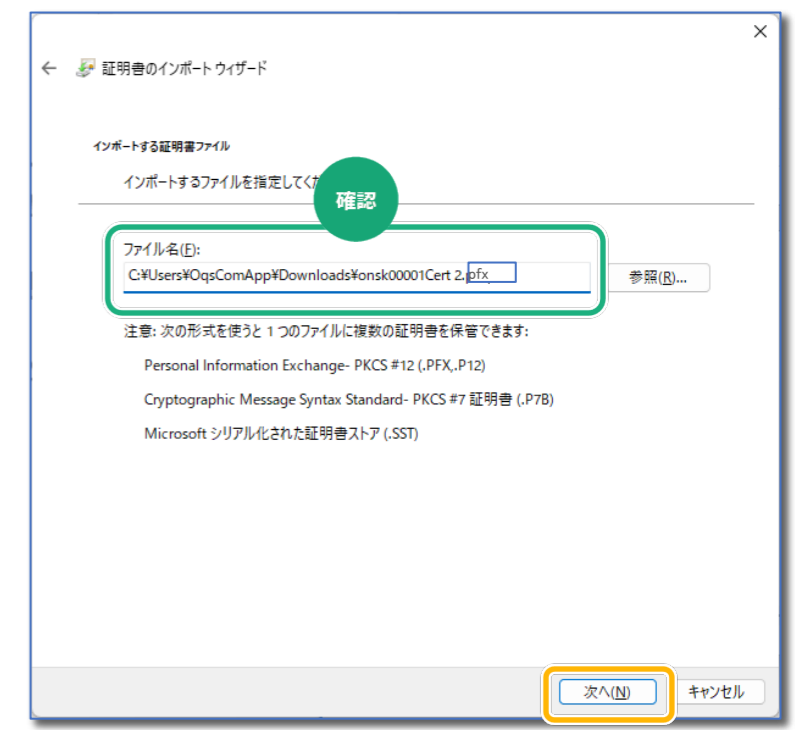 証明書のインポート ウィザード
インポートする証明書ファイル
インポートするファイルを指定してくだ
確認
ファイル名(F):
C:¥Users¥OqsComApp¥Downloads¥onsk00001Cert 2.pfx
参照(R)...
注意: 次の形式を使うと 1 つのファイルに複数の証明書を保管できます:
Personal Information Exchange- PKCS #12 (.PFX,.P12)
Cryptographic Message Syntax Standard- PKCS #7 証明書 (.P7B)
Microsoft シリアル化された証明書ストア (.SST)
次へ(N)
キャンセル